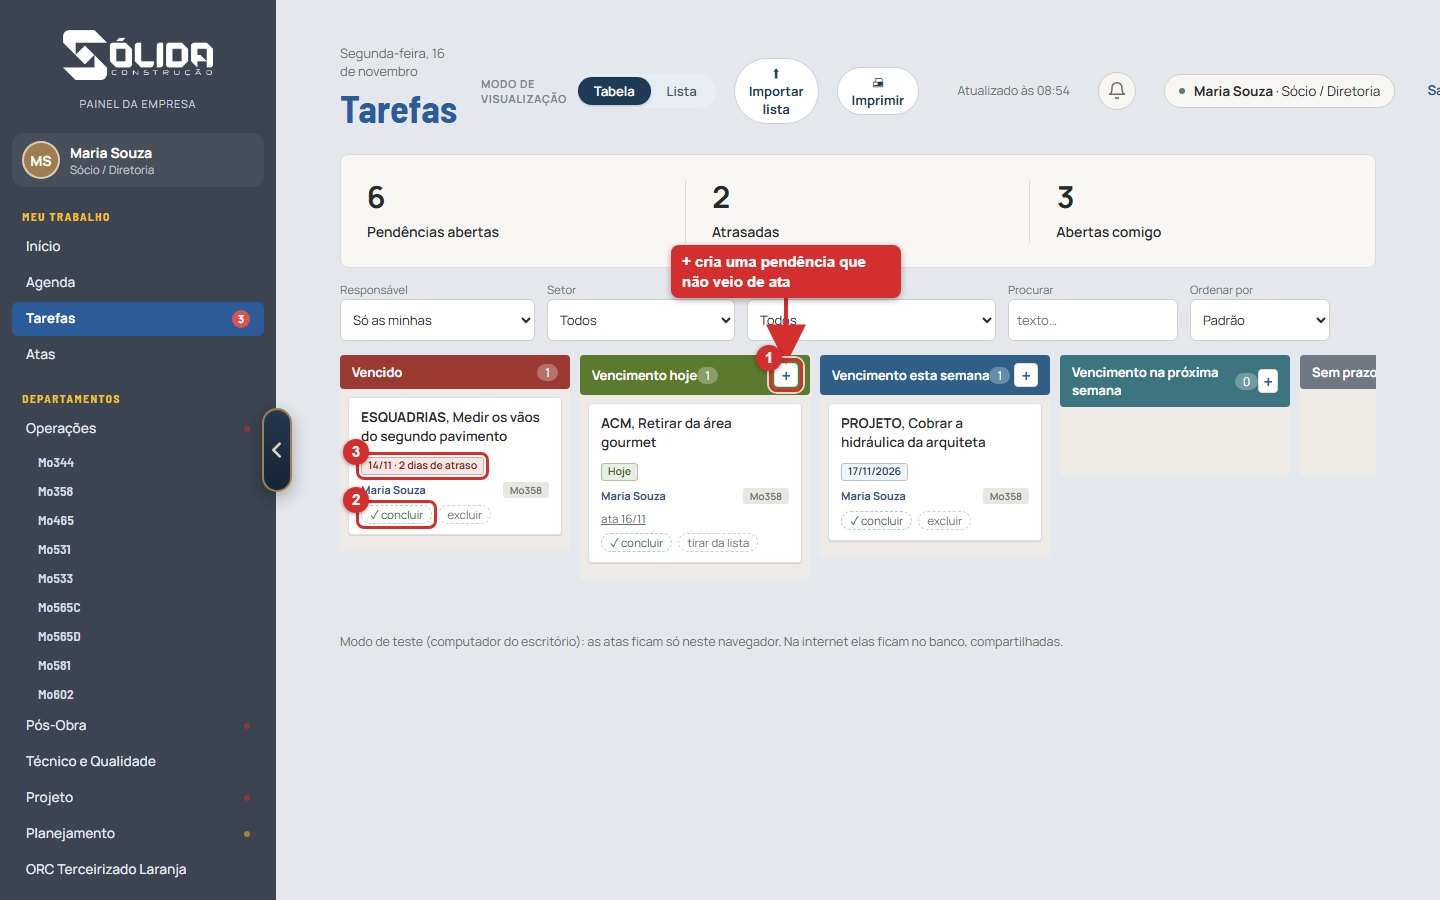 SÓLIDA
CONSTRUÇÃO
PAINEL DA EMPRESA
MS
Maria Souza
Sócio / Diretoria
MEU TRABALHO
Início
Agenda
Tarefas
3
Atas
DEPARTAMENTOS
Operações
Mo344
Mo358
Mo465
Mo531
Mo533
Mo565C
Mo565D
Mo581
Mo602
Pós-Obra
Técnico e Qualidade
Projeto
Planejamento
ORC Terceirizado Laranja
Segunda-feira, 16
de novembro
Tarefas
MODO DE
VISUALIZAÇÃO
Tabela
Lista
Importar
lista
Imprimir
Atualizado às 08:54
Maria Souza · Sócio / Diretoria
Sa
6
Pendências abertas
2
Atrasadas
3
Abertas comigo
+ cria uma pendência que
não veio de ata
Responsável
Só as minhas
Setor
Todos
Todos
Procurar
texto...
Ordenar por
Padrão
Vencido
1
ESQUADRIAS, Medir os vãos
do segundo pavimento
3
14/11 · 2 dias de atraso
Maria Souza
Mo358
2
✓ concluir
excluir
Vencimento hoje
1
1
+
ACM, Retirar da área
gourmet
Hoje
Maria Souza
Mo358
ata 16/11
✓ concluir
tirar da lista
Vencimento esta semana
1
+
PROJETO, Cobrar a
hidráulica da arquiteta
17/11/2026
Maria Souza
Mo358
✓ concluir
excluir
Vencimento na próxima
semana
0
+
Sem prazo
Modo de teste (computador do escritório): as atas ficam só neste navegador. Na internet elas ficam no banco, compartilhadas.